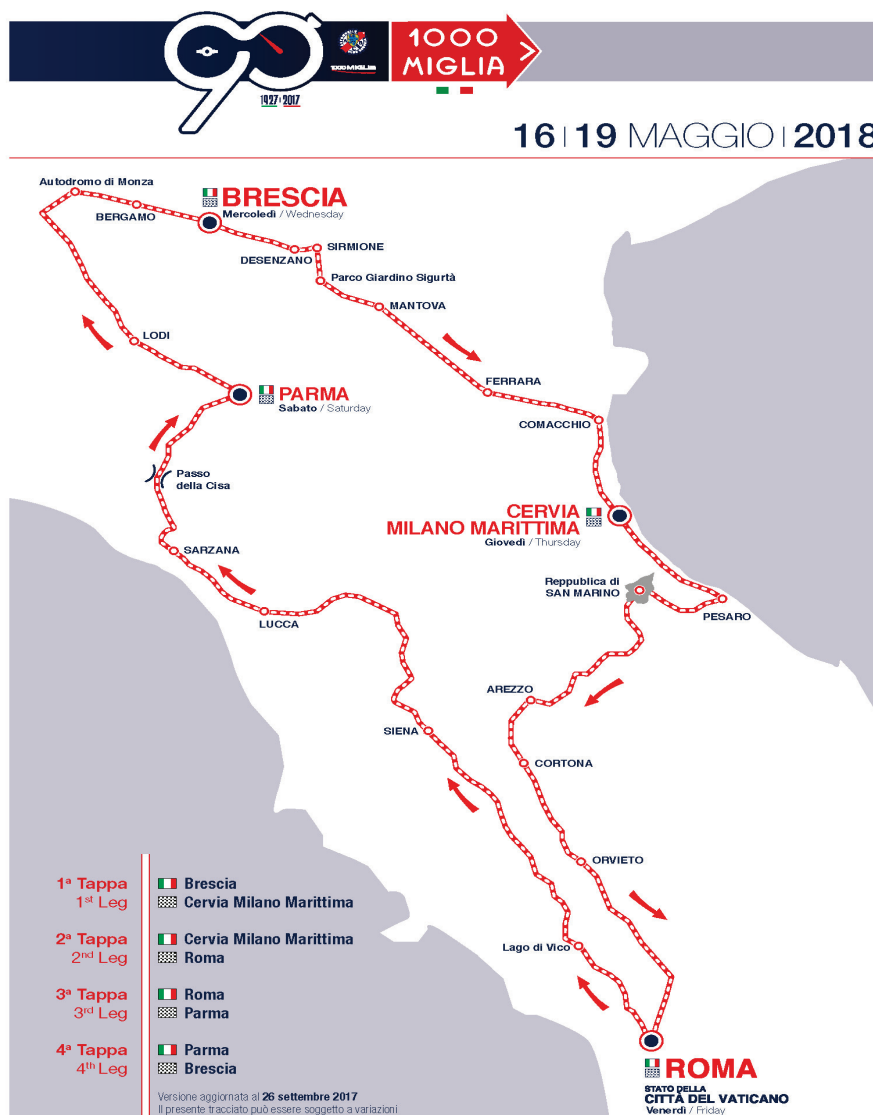 90°
1927 | 2017
1000 MIGLIA
1000
MIGLIA
16 | 19 MAGGIO | 2018
Autodromo di Monza
BERGAMO
BRESCIA
Mercoledì / Wednesday
SIRMIONE
DESENZANO
Parco Giardino Sigurtà
MANTOVA
LODI
FERRARA
PARMA
Sabato / Saturday
COMACCHIO
Passo
della Cisa
CERVIA
MILANO MARITTIMA
Giovedì / Thursday
SARZANA
Reppublica di
SAN MARINO
PESARO
LUCCA
AREZZO
SIENA
CORTONA
ORVIETO
Lago di Vico
ROMA
STATO DELLA
CITTÀ DEL VATICANO
Venerdì / Friday
1ª Tappa
1st Leg
Brescia
Cervia Milano Marittima
2ª Tappa
2nd Leg
Cervia Milano Marittima
Roma
3ª Tappa
3rd Leg
Roma
Parma
4ª Tappa
4th Leg
Parma
Brescia
Versione aggiornata al 26 settembre 2017
Il presente tracciato può essere soggetto a variazioni